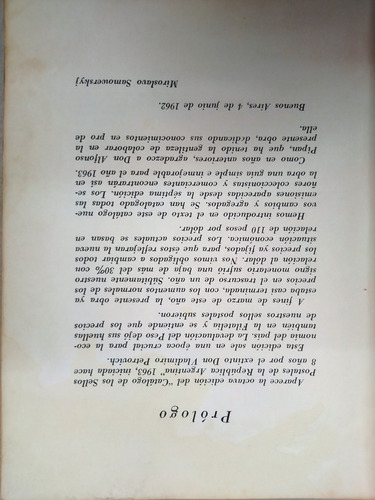 Prólogo
Aparece la octava edición del "Catálogo de los Sellos
Postales de la República Argentina" 1963, iniciada hace
8 años por el extinto Don Vladimiro Petrovich.
Esta edición sale en una época crucial para la eco-
nomía del país. La devaluación del Peso dejó sus huellas
también en la Filatelia y se entiende que los precios
de nuestros sellos postales subieron.
A fines de marzo de este año, la presente obra ya
estaba casi terminada, con los aumentos normales de los
precios en el trascurso de un año. Súbitamente nuestro
signo monetario sufrió una baja de más del 30% con
relación al dólar. Nos vimos obligados a cambiar todos
los precios ya fijados, para que éstos reflejaran la nueva
situación económica. Los precios actuales se basan en
relación de 110 pesos por dólar.
Hemos introducido en el texto de este catálogo nue-
vos cambios y agregados. Se han catalogado todas las
emisiones aparecidas desde la séptima edición. Los se-
ñores coleccionistas y comerciantes encontrarán así en
la obra una guía simple e inmejorable para el año 1963.
Como en años anteriores, agradezco a Don Alfonso
Pipan, que ha tenido la gentileza de colaborar en la
presente obra, dedicando sus conocimientos en pro de
ella.
Buenos Aires, 4 de junio de 1962.
Miroslavo Samowerskyj